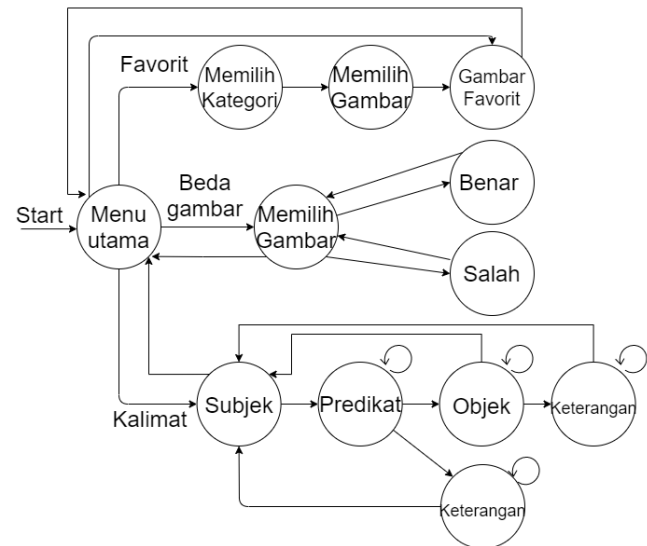 Favorit
Memilih
Kategori
Memilih
Gambar
Gambar
Favorit
Start
Menu
utama
Beda
gambar
Memilih
Gambar
Benar
Salah
Kalimat
Subjek
Predikat
Objek
Keterangan
Keterangan